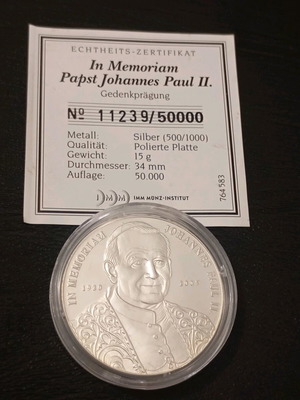 ECHTHEITS-ZERTIFIKAT
In Memoriam
Papst Johannes Paul II.
Gedenkprägung
Nº 11239/50000
Metall: Silber (500/1000)
Qualität: Polierte Platte
Gewicht: 15 g
Durchmesser: 34 mm
Auflage: 50.000
IMM IMM MÜNZ-INSTITUT
764583
IN MEMORIAM JOHANNES PAUL II
1920 2005